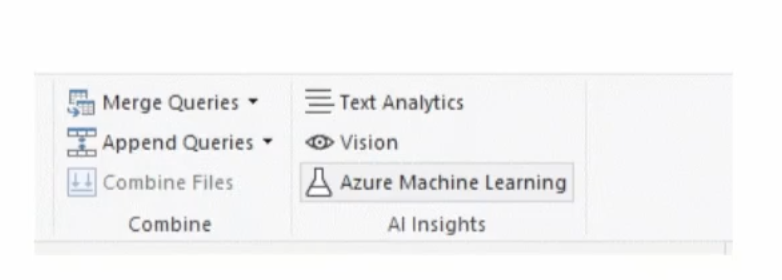 Merge Queries
Append Queries
Combine Files
Combine
Text Analytics
Vision
Azure Machine Learning
AI Insights